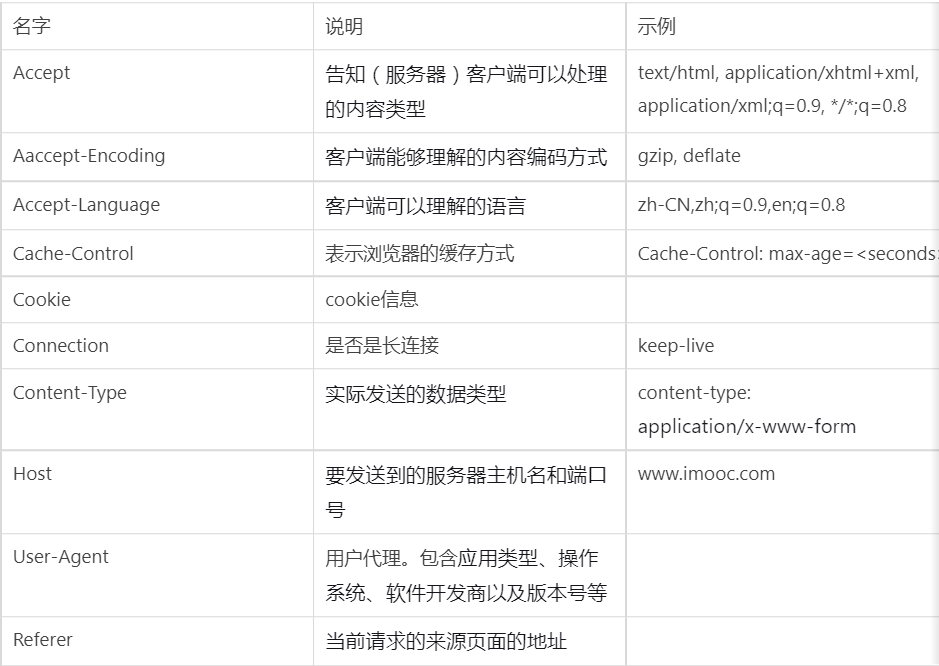 名字 说明 示例
Accept 告知（服务器）客户端可以处理 text/html, application/xhtml+xml,
的内容类型 application/xml;q=0.9, */*;q=0.8
Aaccept-Encoding 客户端能够理解的内容编码方式 gzip, deflate
Accept-Language 客户端可以理解的语言 zh-CN,zh;q=0.9,en;q=0.8
Cache-Control 表示浏览器的缓存方式 Cache-Control: max-age=<seconds>
Cookie cookie信息
Connection 是否是长连接 keep-live
Content-Type 实际发送的数据类型 content-type:
application/x-www-form
Host 要发送到的服务器主机名和端口 www.imooc.com
号
User-Agent 用户代理。包含应用类型、操作
系统、软件开发商以及版本号等
Referer 当前请求的来源页面的地址